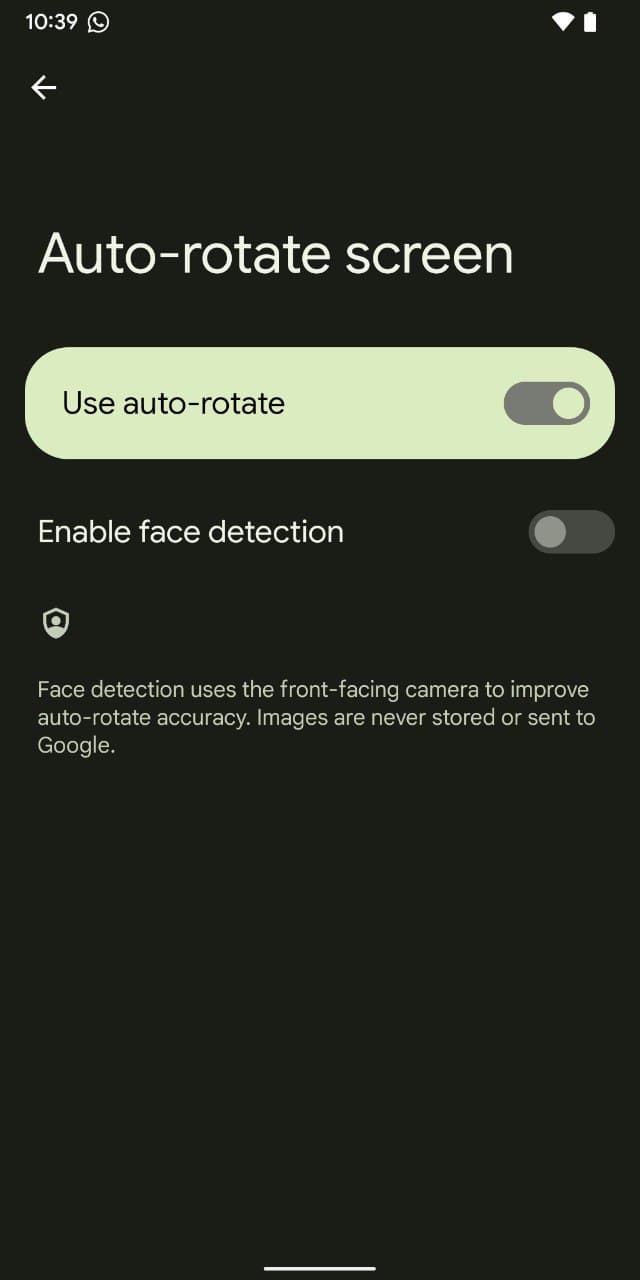 10:39
Auto-rotate screen
Use auto-rotate
Enable face detection
Face detection uses the front-facing camera to improve
auto-rotate accuracy. Images are never stored or sent to
Google.